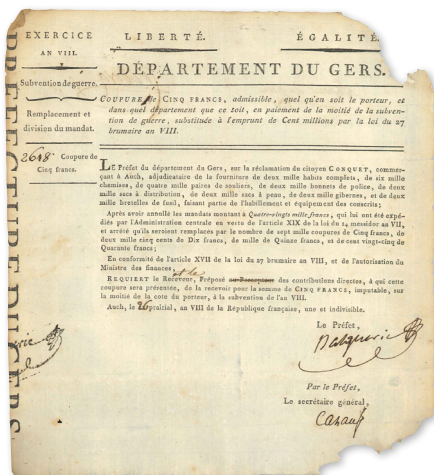 EXERCICE
AN VIII.
Subvention de guerre.
Remplacement et
division du mandat.
2618e Coupure de
Cinq francs.
LIBERTÉ. ÉGALITÉ.
DÉPARTEMENT DU GERS.
COUPURE de CINQ FRANCS, admissible, quel qu'en soit le porteur, et
dans quel département que ce soit, en paiement de la moitié de la subven-
tion de guerre, substituée à l'emprunt de Cent millions par la loi du 27
brumaire an VIII.
LE Préfet du département du Gers, sur la réclamation du citoyen CONQUET, commer-
çant à Auch, adjudicataire de la fourniture de deux mille habits complets, de six mille
chemises, de quatre mille paires de souliers, de deux mille bonnets de police, de deux
mille sacs à distribution, de deux mille sacs à peau, de deux mille gibernes, et de deux
mille bretelles de fusil, faisant partie de l'habillement et équipement des conscrits;
Après avoir annullé les mandats montant à Quatre-vingts mille francs, qui lui ont été expé-
diés par l'Administration centrale en vertu de l'article XIX de la loi du 14 messidor an VII,
et arrêté qu'ils seroient remplacés par le nombre de sept mille coupures de Cinq francs, de
deux mille cinq cents de Dix francs, de mille de Quinze francs, et de cent vingt-cinq de
Quarante francs;
En conformité de l'article XVII de la loi du 27 brumaire an VIII, et de l'autorisation du
Ministre des finances,
et le
REQUIERT le Receveur, Préposé ou Percepteur des contributions directes, à qui cette
coupure sera présentée, de la recevoir pour la somme de CINQ FRANCS, imputable, sur
la moitié de la cote du porteur, à la subvention de l'an VIII.
Auch, le 26 prairial, an VIII de la République française, une et indivisible.
Le Préfet,
Balguerie
Par le Préfet,
Le secrétaire général,
PRÉFECTURE DU GERS